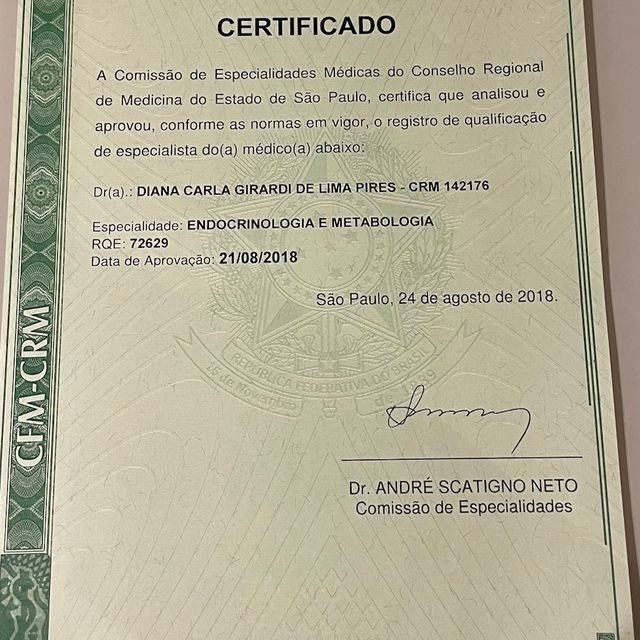 CERTIFICADO
A Comissão de Especialidades Médicas do Conselho Regional
de Medicina do Estado de São Paulo, certifica que analisou e
aprovou, conforme as normas em vigor, o registro de qualificação
de especialista do(a) médico(a) abaixo:
Dr(a).: DIANA CARLA GIRARDI DE LIMA PIRES - CRM 142176
Especialidade: ENDOCRINOLOGIA E METABOLOGIA
RQE: 72629
Data de Aprovação: 21/08/2018
São Paulo, 24 de agosto de 2018.
REPÚBLICA FEDERATIVA DO BRASIL
15 de Novembro
de 1889
CFM-CRM
Dr. ANDRÉ SCATIGNO NETO
Comissão de Especialidades